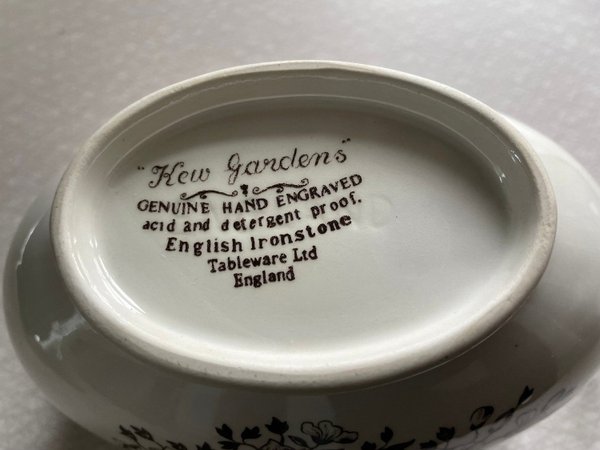 "Kew Gardens"
GENUINE HAND ENGRAVED
acid and detergent proof.
English Ironstone
Tableware Ltd
England